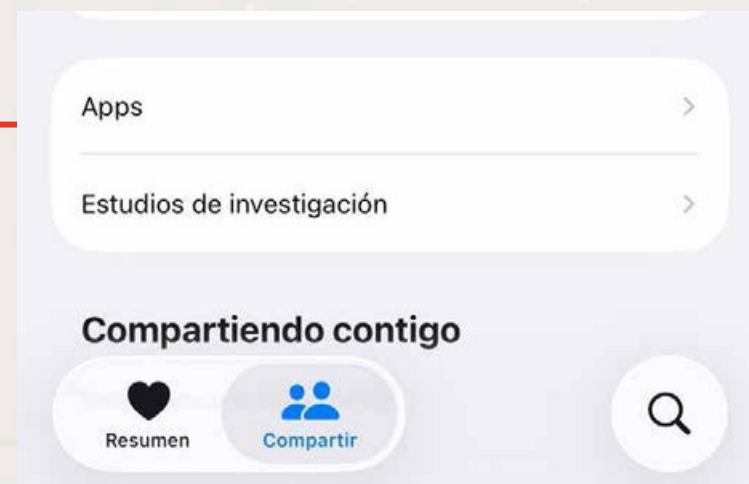 Apps
Estudios de investigación
Compartiendo contigo
Resumen
Compartir